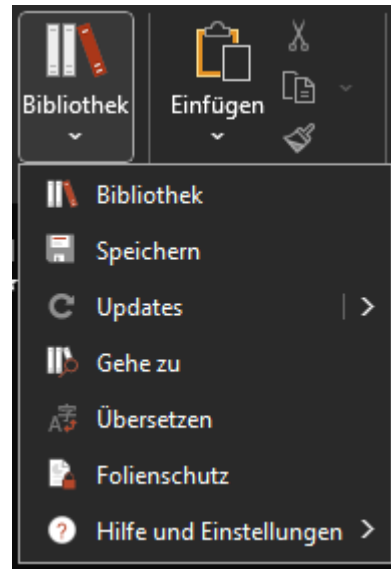 Bibliothek
Einfügen
Bibliothek
Speichern
Updates
Gehe zu
Übersetzen
Folienschutz
Hilfe und Einstellungen